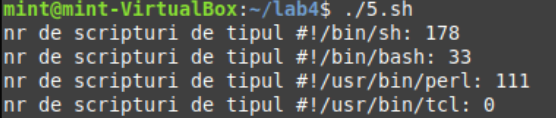 mint@mint-VirtualBox:~/lab4$ ./5.sh
nr de scripturi de tipul #!/bin/sh: 178
nr de scripturi de tipul #!/bin/bash: 33
nr de scripturi de tipul #!/usr/bin/perl: 111
nr de scripturi de tipul #!/usr/bin/tcl: 0